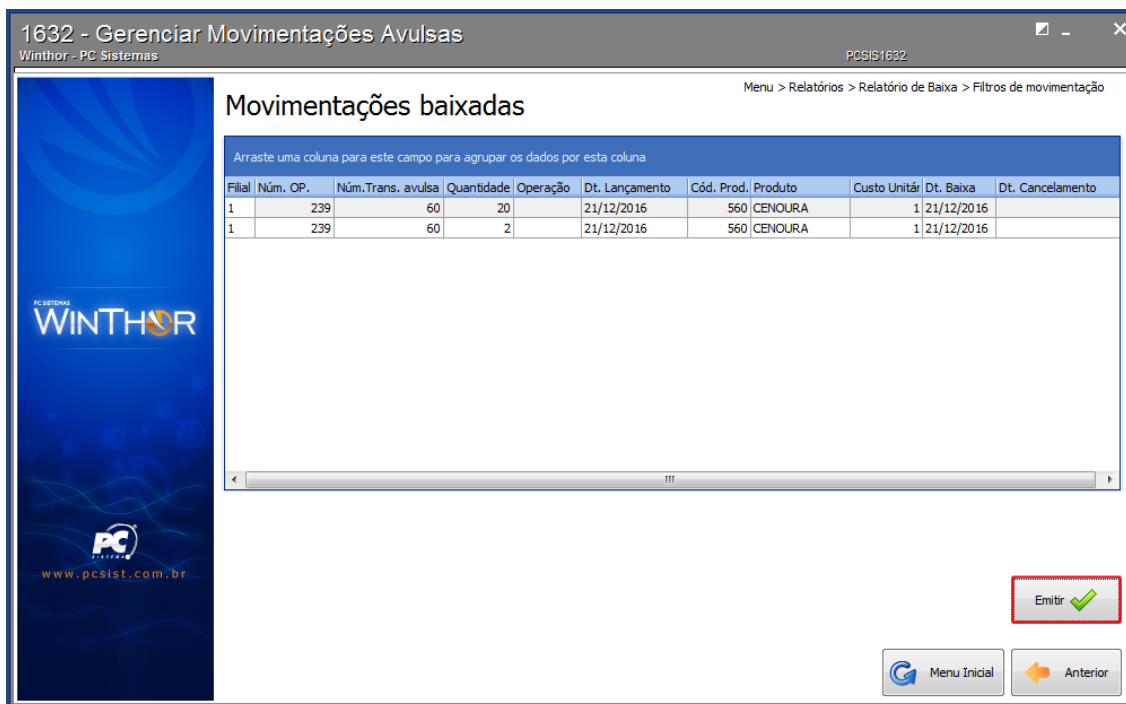 1632 - Gerenciar Movimentações Avulsas
Winthor - PC Sistemas
PCSIS1632
Menu > Relatórios > Relatório de Baixa > Filtros de movimentação
Movimentações baixadas
Arraste uma coluna para este campo para agrupar os dados por esta coluna
Filial Núm. OP. Núm.Trans. avulsa Quantidade Operação Dt. Lançamento Cód. Prod. Produto Custo Unitár Dt. Baixa Dt. Cancelamento
1 239 60 20 21/12/2016 560 CENOURA 1 21/12/2016
1 239 60 2 21/12/2016 560 CENOURA 1 21/12/2016
PC SISTEMAS
WINTHOR
PC
SISTEMAS
www.pcsist.com.br
Emitir
Menu Inicial
Anterior